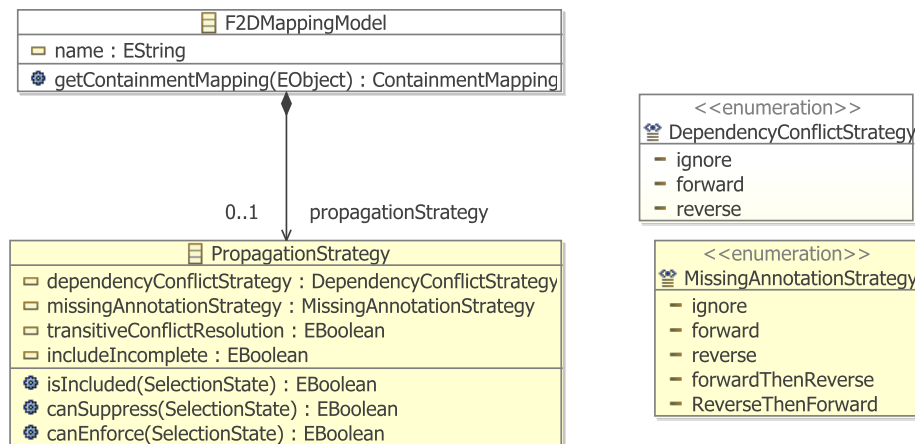 F2DMappingModel
name : EString
getContainmentMapping(EObject) : ContainmentMapping
0..1 propagationStrategy
PropagationStrategy
dependencyConflictStrategy : DependencyConflictStrategy
missingAnnotationStrategy : MissingAnnotationStrategy
transitiveConflictResolution : EBoolean
includeIncomplete : EBoolean
isIncluded(SelectionState) : EBoolean
canSuppress(SelectionState) : EBoolean
canEnforce(SelectionState) : EBoolean
<<enumeration>>
DependencyConflictStrategy
ignore
forward
reverse
<<enumeration>>
MissingAnnotationStrategy
ignore
forward
reverse
forwardThenReverse
ReverseThenForward